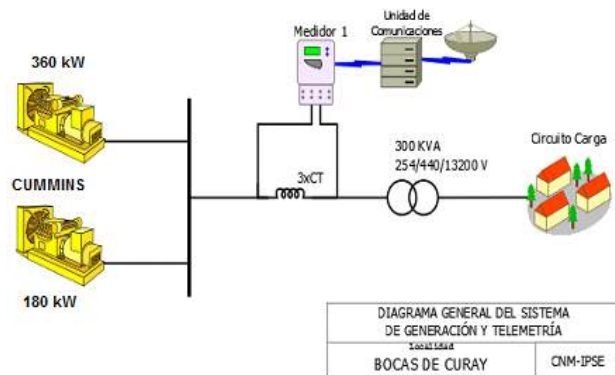 Medidor 1
Unidad de
Comunicaciones
360 kW
CUMMINS
180 kW
3xCT
300 KVA
254/440/13200 V
Circuito Carga
DIAGRAMA GENERAL DEL SISTEMA
DE GENERACIÓN Y TELEMETRÍA
Localidad
BOCAS DE CURAY
CNM-IPSE